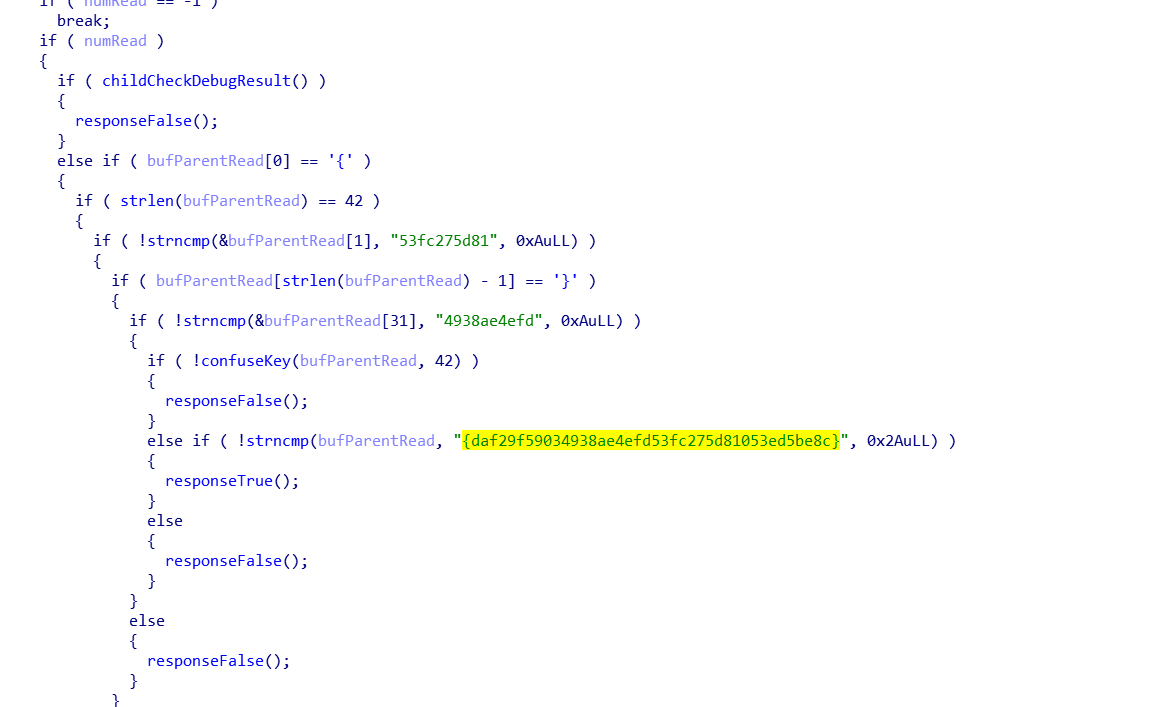 if ( numRead == -1 )
break;
if ( numRead )
{
if ( childCheckDebugResult() )
{
responseFalse();
}
else if ( bufParentRead[0] == '{' )
{
if ( strlen(bufParentRead) == 42 )
{
if ( !strncmp(&bufParentRead[1], "53fc275d81", 0xAuLL) )
{
if ( bufParentRead[strlen(bufParentRead) - 1] == '}' )
{
if ( !strncmp(&bufParentRead[31], "4938ae4efd", 0xAuLL) )
{
if ( !confuseKey(bufParentRead, 42) )
{
responseFalse();
}
else if ( !strncmp(bufParentRead, "{daf29f59034938ae4efd53fc275d81053ed5be8c}", 0x2AuLL) )
{
responseTrue();
}
else
{
responseFalse();
}
}
else
{
responseFalse();
}
}